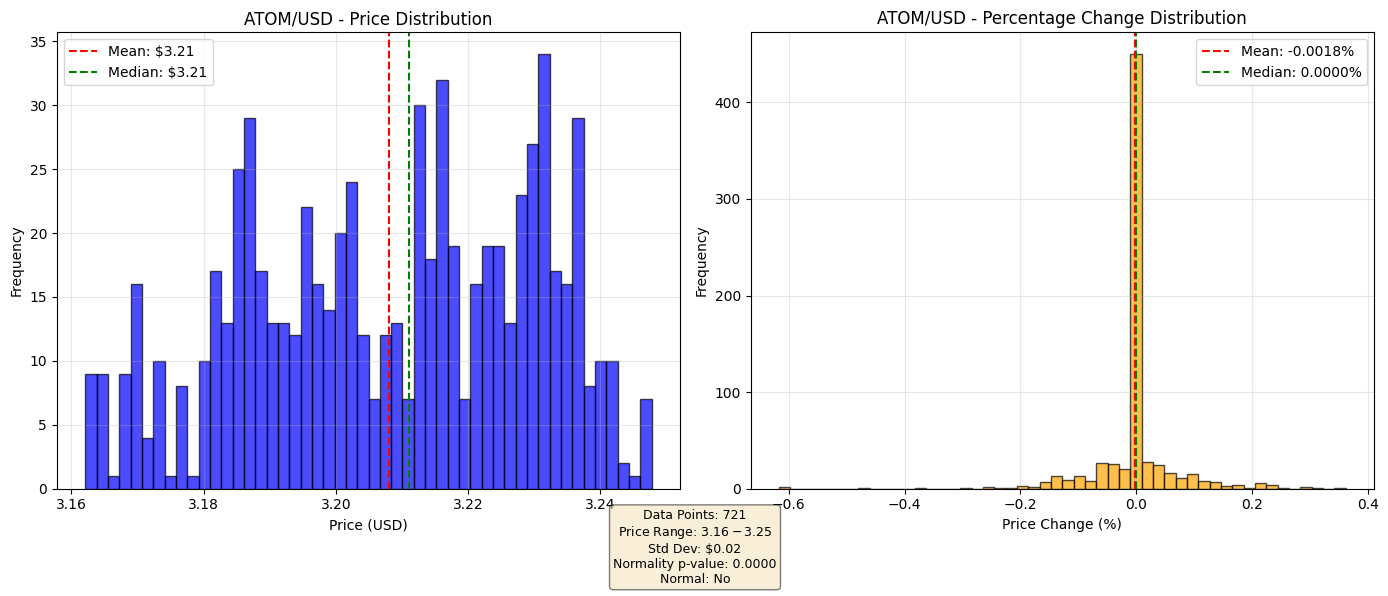 ATOM/USD - Price Distribution
Mean: $3.21
Median: $3.21
35
30
25
20
15
10
5
0
Frequency
3.16
3.18
3.20
3.22
3.24
Price (USD)
ATOM/USD - Percentage Change Distribution
Mean: -0.0018%
Median: 0.0000%
400
300
200
100
0
Frequency
−0.6
−0.4
−0.2
0.0
0.2
0.4
Price Change (%)
Data Points: 721
Price Range: 3.16 − 3.25
Std Dev: $0.02
Normality p-value: 0.0000
Normal: No